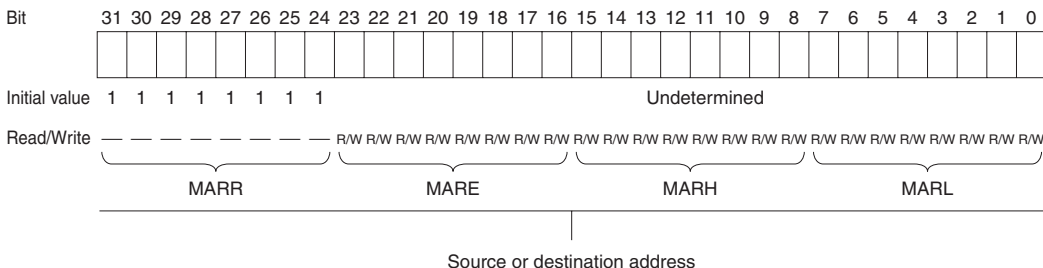 Bit 31 30 29 28 27 26 25 24 23 22 21 20 19 18 17 16 15 14 13 12 11 10 9 8 7 6 5 4 3 2 1 0
Initial value 1 1 1 1 1 1 1 1 Undetermined
Read/Write — — — — — — — — R/W R/W R/W R/W R/W R/W R/W R/W R/W R/W R/W R/W R/W R/W R/W R/W R/W R/W R/W R/W R/W R/W R/W R/W
MARR MARE MARH MARL
Source or destination address